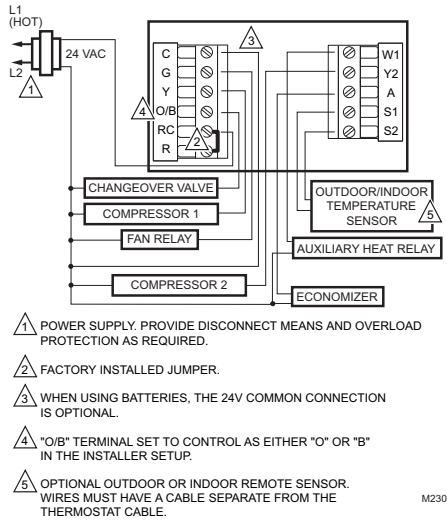 L1
(HOT)
24 VAC
L2
1
3
C
G
Y
4
O/B
RC
2
R
W1
Y2
A
S1
S2
CHANGEOVER VALVE
COMPRESSOR 1
FAN RELAY
COMPRESSOR 2
OUTDOOR/INDOOR
TEMPERATURE
SENSOR
5
AUXILIARY HEAT RELAY
ECONOMIZER
1 POWER SUPPLY. PROVIDE DISCONNECT MEANS AND OVERLOAD
PROTECTION AS REQUIRED.
2 FACTORY INSTALLED JUMPER.
3 WHEN USING BATTERIES, THE 24V COMMON CONNECTION
IS OPTIONAL.
4 "O/B" TERMINAL SET TO CONTROL AS EITHER "O" OR "B"
IN THE INSTALLER SETUP.
5 OPTIONAL OUTDOOR OR INDOOR REMOTE SENSOR.
WIRES MUST HAVE A CABLE SEPARATE FROM THE
THERMOSTAT CABLE.
M230